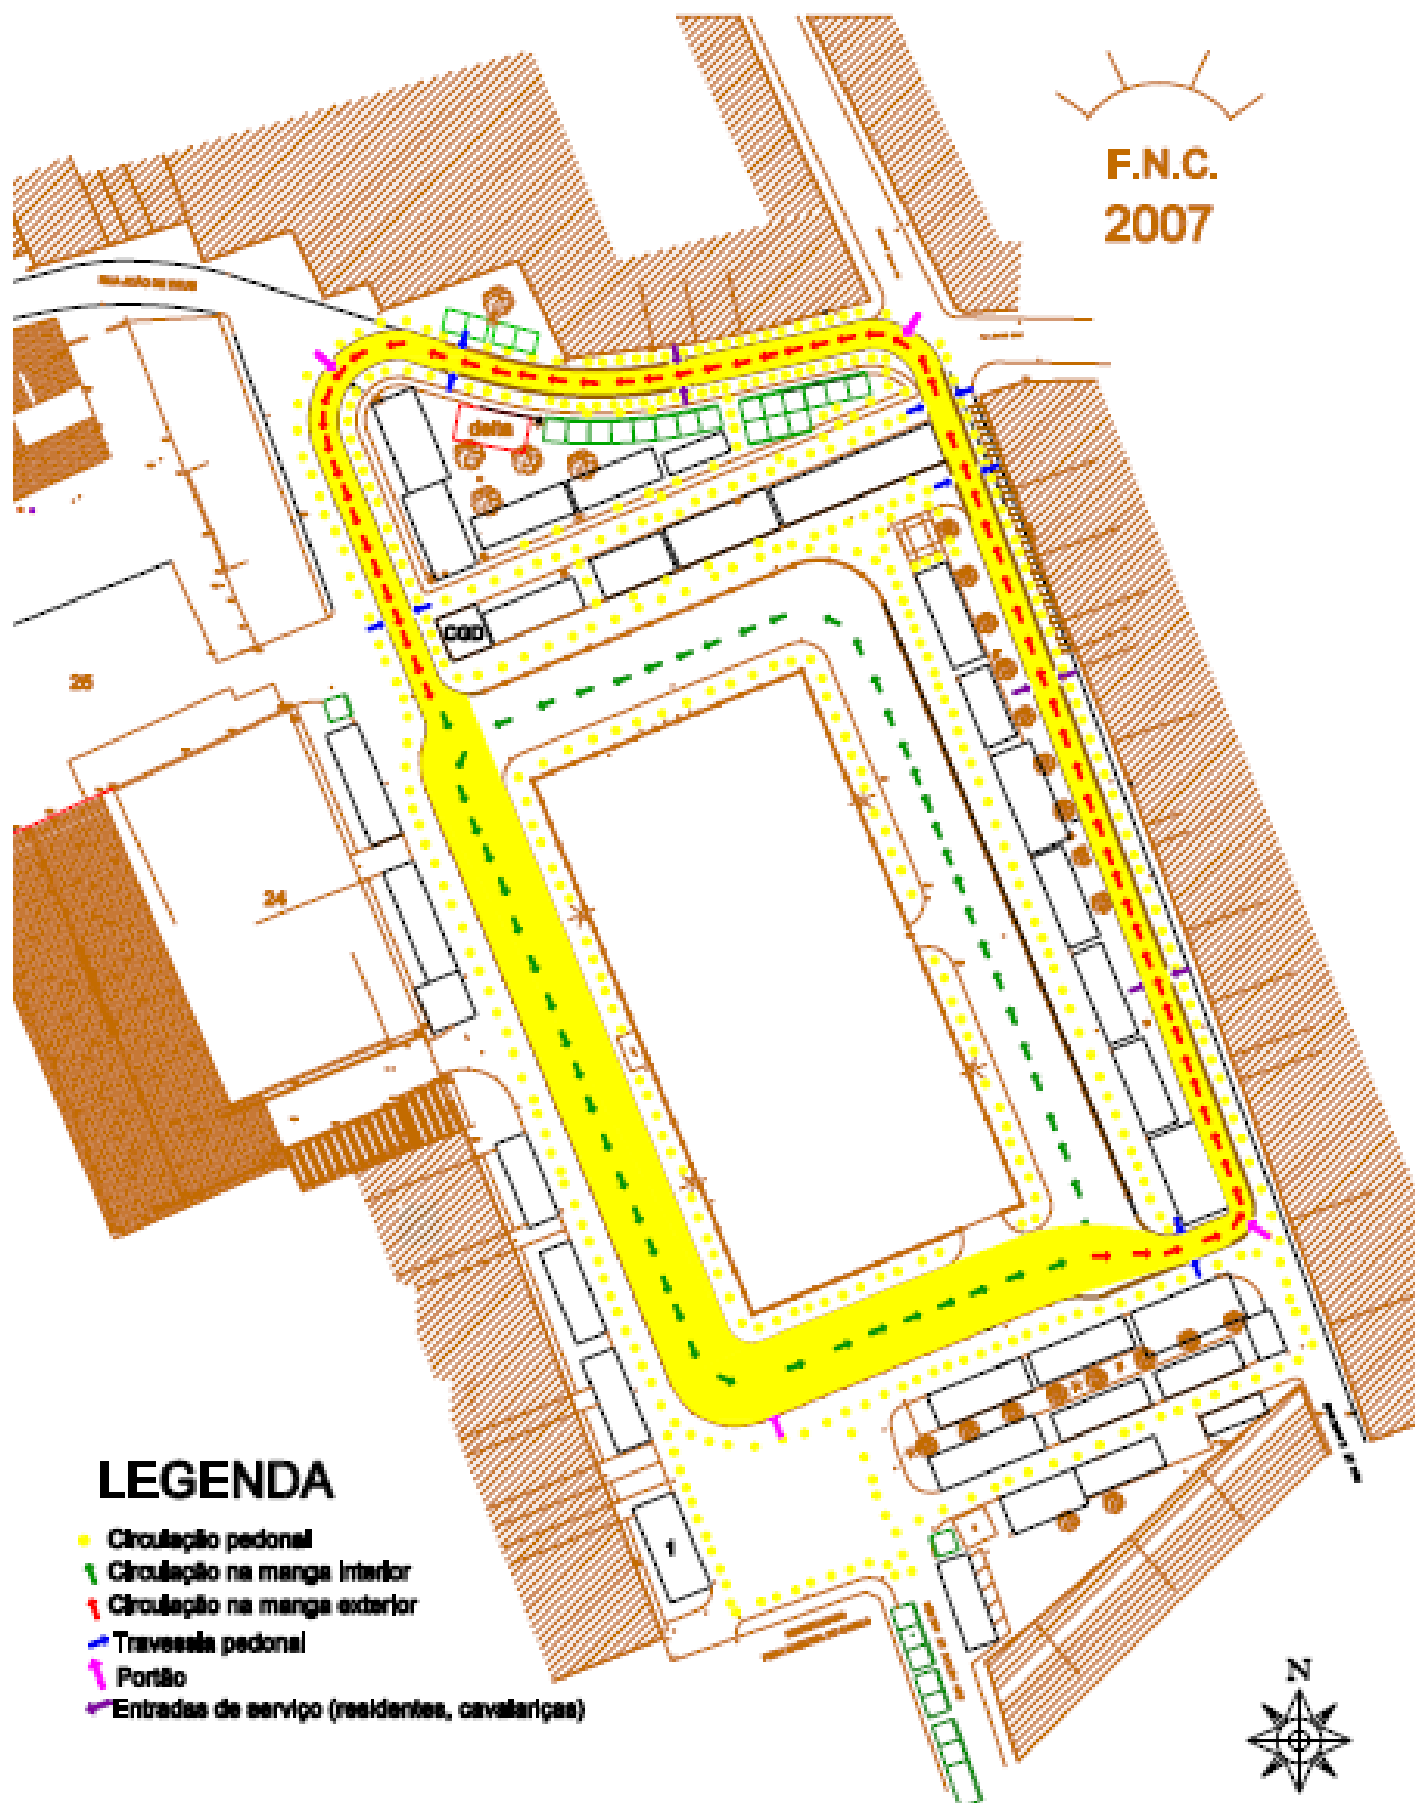 F.N.C.
2007
delta
CGD
25
24
1
LEGENDA
Circulação pedonal
Circulação na manga interior
Circulação na manga exterior
Travessia pedonal
Portão
Entradas de serviço (residentes, cavalariças)
N